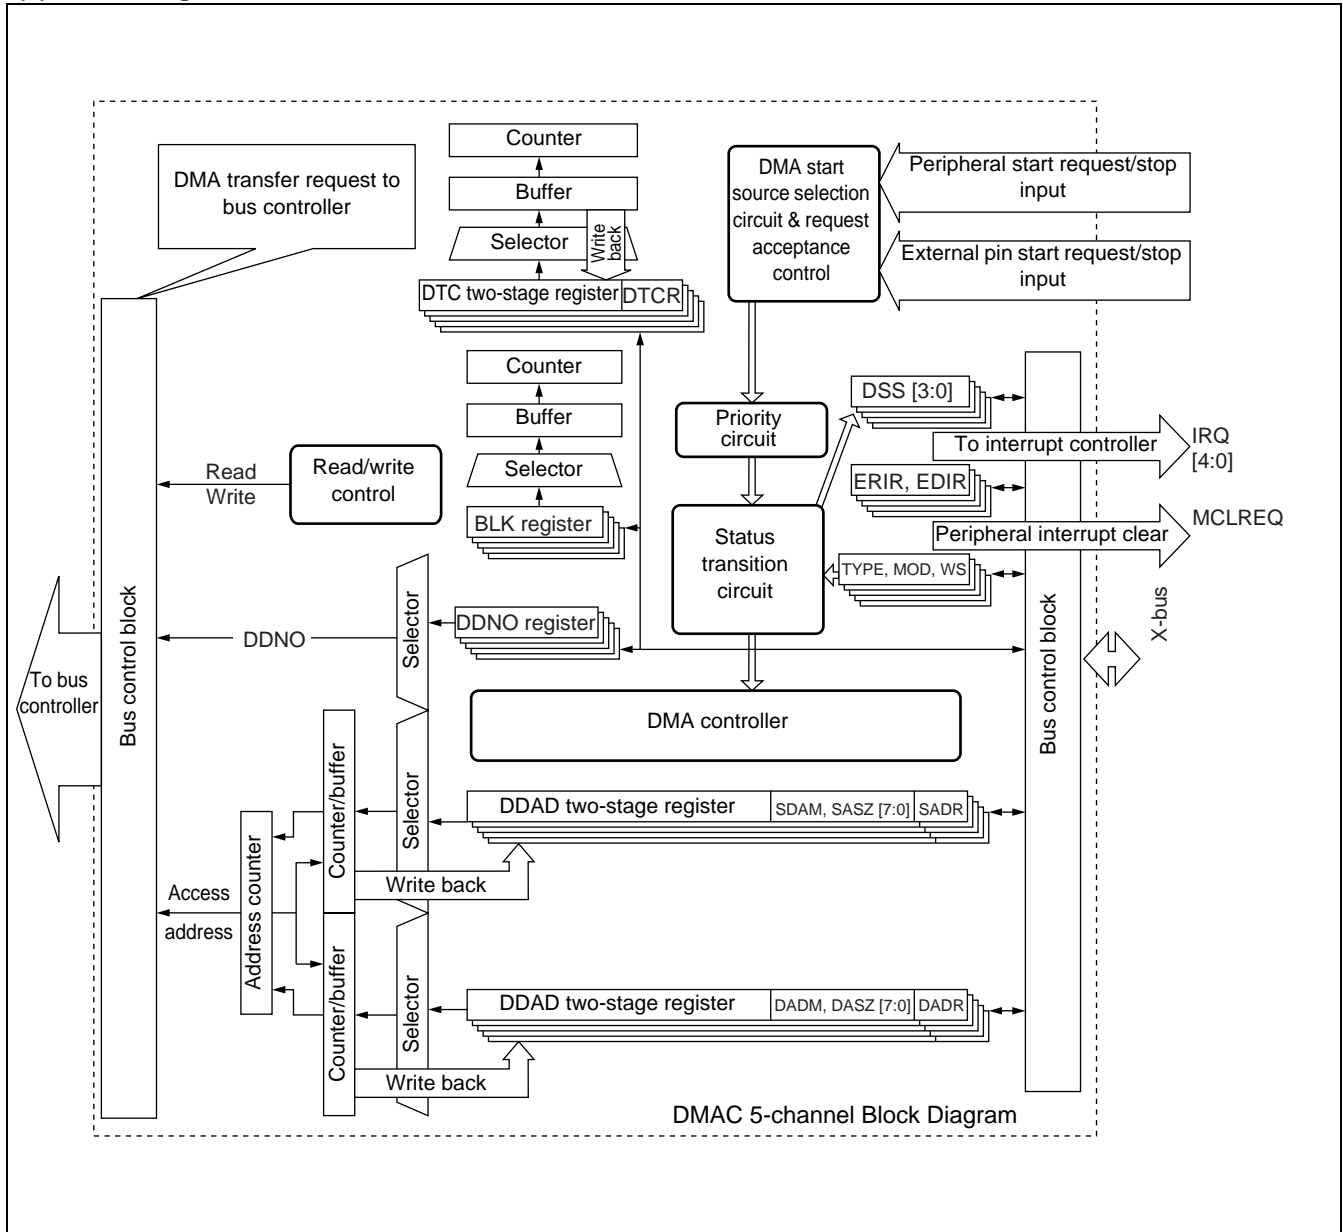 Counter
Buffer
Selector
Write
back
DTC two-stage register
DTCR
DMA transfer request to
bus controller
DMA start
source selection
circuit & request
acceptance
control
Peripheral start request/stop
input
External pin start request/stop
input
Counter
Buffer
Selector
BLK register
Priority
circuit
DSS [3:0]
To interrupt controller
IRQ
[4:0]
ERIR, EDIR
Peripheral interrupt clear
MCLREQ
Read
Write
Read/write
control
Status
transition
circuit
TYPE, MOD, WS
DDNO
Selector
DDNO register
X-bus
To bus
controller
Bus control block
Bus control block
DMA controller
Counter/buffer
Selector
DDAD two-stage register
SDAM, SASZ [7:0]
SADR
Write back
Access
address
Address counter
Counter/buffer
Selector
DDAD two-stage register
DADM, DASZ [7:0]
DADR
Write back
DMAC 5-channel Block Diagram